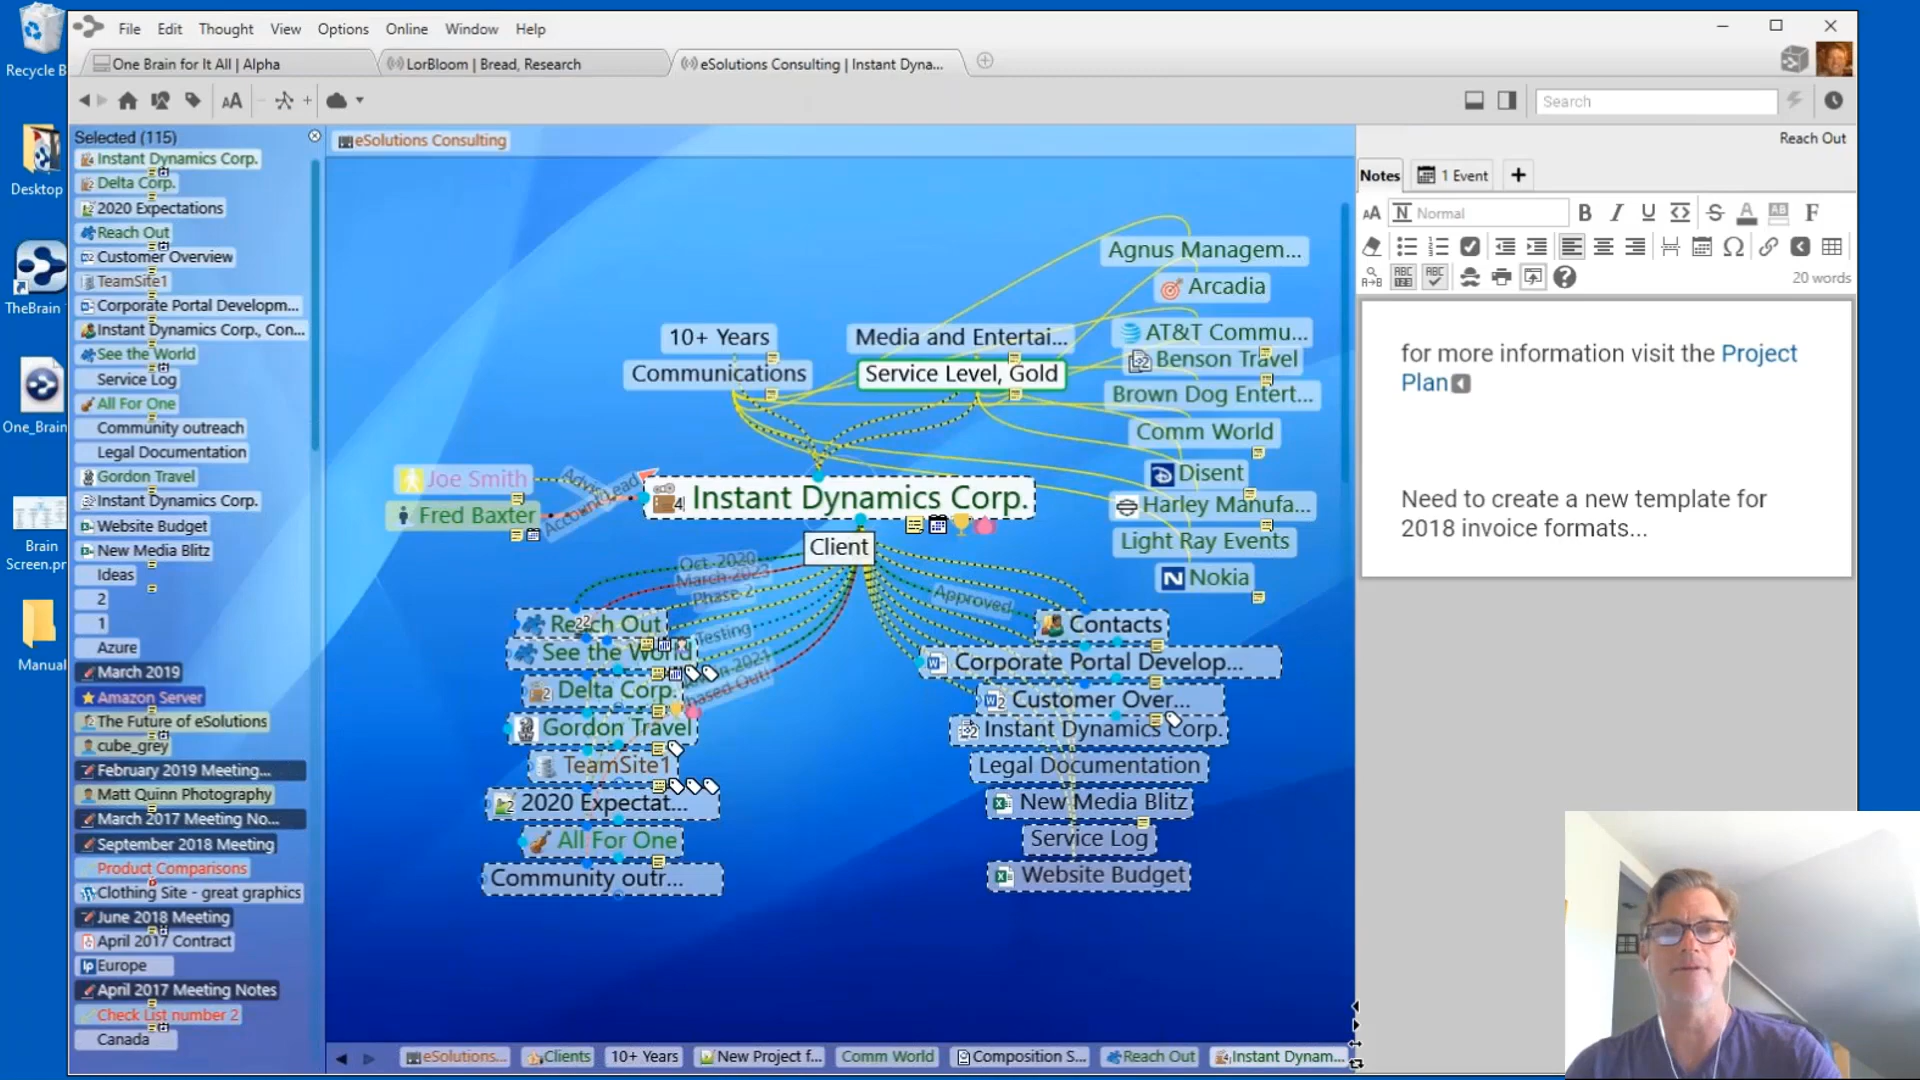 File Edit Thought View Options Online Window Help
One Brain for It All | Alpha
LorBloom | Bread, Research
eSolutions Consulting | Instant Dyna...
Search
Recycle B
Desktop
TheBrain
One_Brain
Brain
Screen.pr
Manual
Selected (115)
Instant Dynamics Corp.
Delta Corp.
2020 Expectations
Reach Out
Customer Overview
TeamSite1
Corporate Portal Developm...
Instant Dynamics Corp., Con...
See the World
Service Log
All For One
Community outreach
Legal Documentation
Gordon Travel
Instant Dynamics Corp.
Website Budget
New Media Blitz
Ideas
2
1
Azure
March 2019
Amazon Server
The Future of eSolutions
cube_grey
February 2019 Meeting...
Matt Quinn Photography
March 2017 Meeting No...
September 2018 Meeting
Product Comparisons
Clothing Site - great graphics
June 2018 Meeting
April 2017 Contract
Europe
April 2017 Meeting Notes
Check List number 2
Canada
eSolutions Consulting
10+ Years
Communications
Media and Entertai...
Service Level, Gold
Agnus Managem...
Arcadia
AT&T Commu...
Benson Travel
Brown Dog Entert...
Comm World
Disent
Harley Manufa...
Light Ray Events
Nokia
Joe Smith
Fred Baxter
Account Lead
Instant Dynamics Corp.
Client
Oct. 2020
March 2023
Phase 2
Testing
Approved
Reach Out
See the World
Delta Corp.
Gordon Travel
TeamSite1
2020 Expectat...
All For One
Community outr...
Contacts
Corporate Portal Develop...
Customer Over...
Instant Dynamics Corp.
Legal Documentation
New Media Blitz
Service Log
Website Budget
eSolutions...
Clients
10+ Years
New Project f...
Comm World
Composition S...
Reach Out
Instant Dynam...
Reach Out
Notes
1 Event
Normal
20 words
for more information visit the Project
Plan
Need to create a new template for
2018 invoice formats...